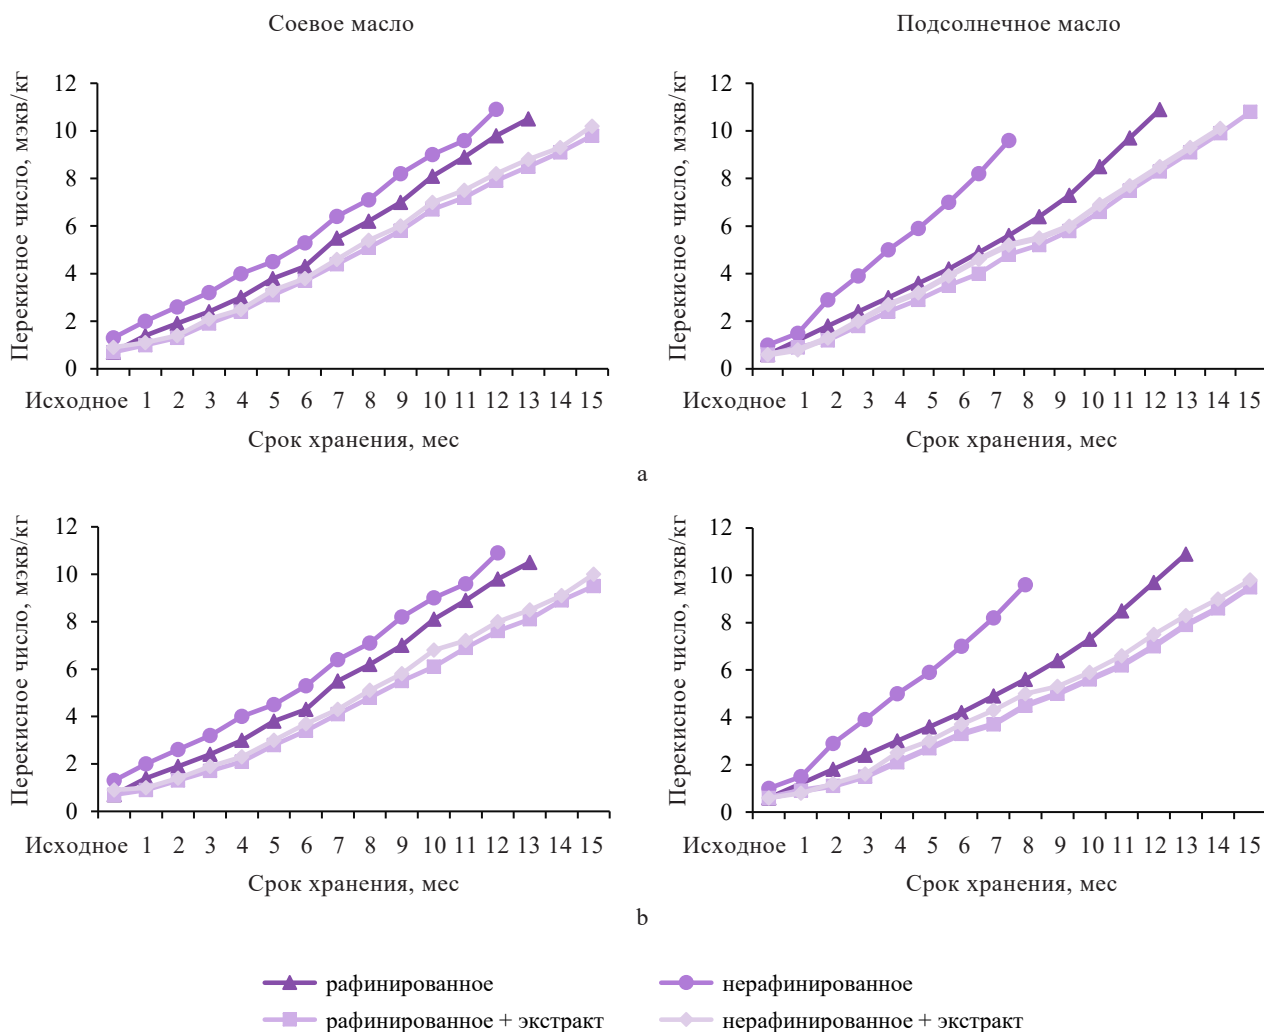 Соевое масло
Подсолнечное масло
Перекисное число, мэкв/кг
12
10
8
6
4
2
0
Исходное 1 2 3 4 5 6 7 8 9 10 11 12 13 14 15
Срок хранения, мес
Перекисное число, мэкв/кг
12
10
8
6
4
2
0
Исходное 1 2 3 4 5 6 7 8 9 10 11 12 13 14 15
Срок хранения, мес
a
Перекисное число, мэкв/кг
12
10
8
6
4
2
0
Исходное 1 2 3 4 5 6 7 8 9 10 11 12 13 14 15
Срок хранения, мес
Перекисное число, мэкв/кг
12
10
8
6
4
2
0
Исходное 1 2 3 4 5 6 7 8 9 10 11 12 13 14 15
Срок хранения, мес
b
рафинированное
нерафинированное
рафинированное + экстракт
нерафинированное + экстракт